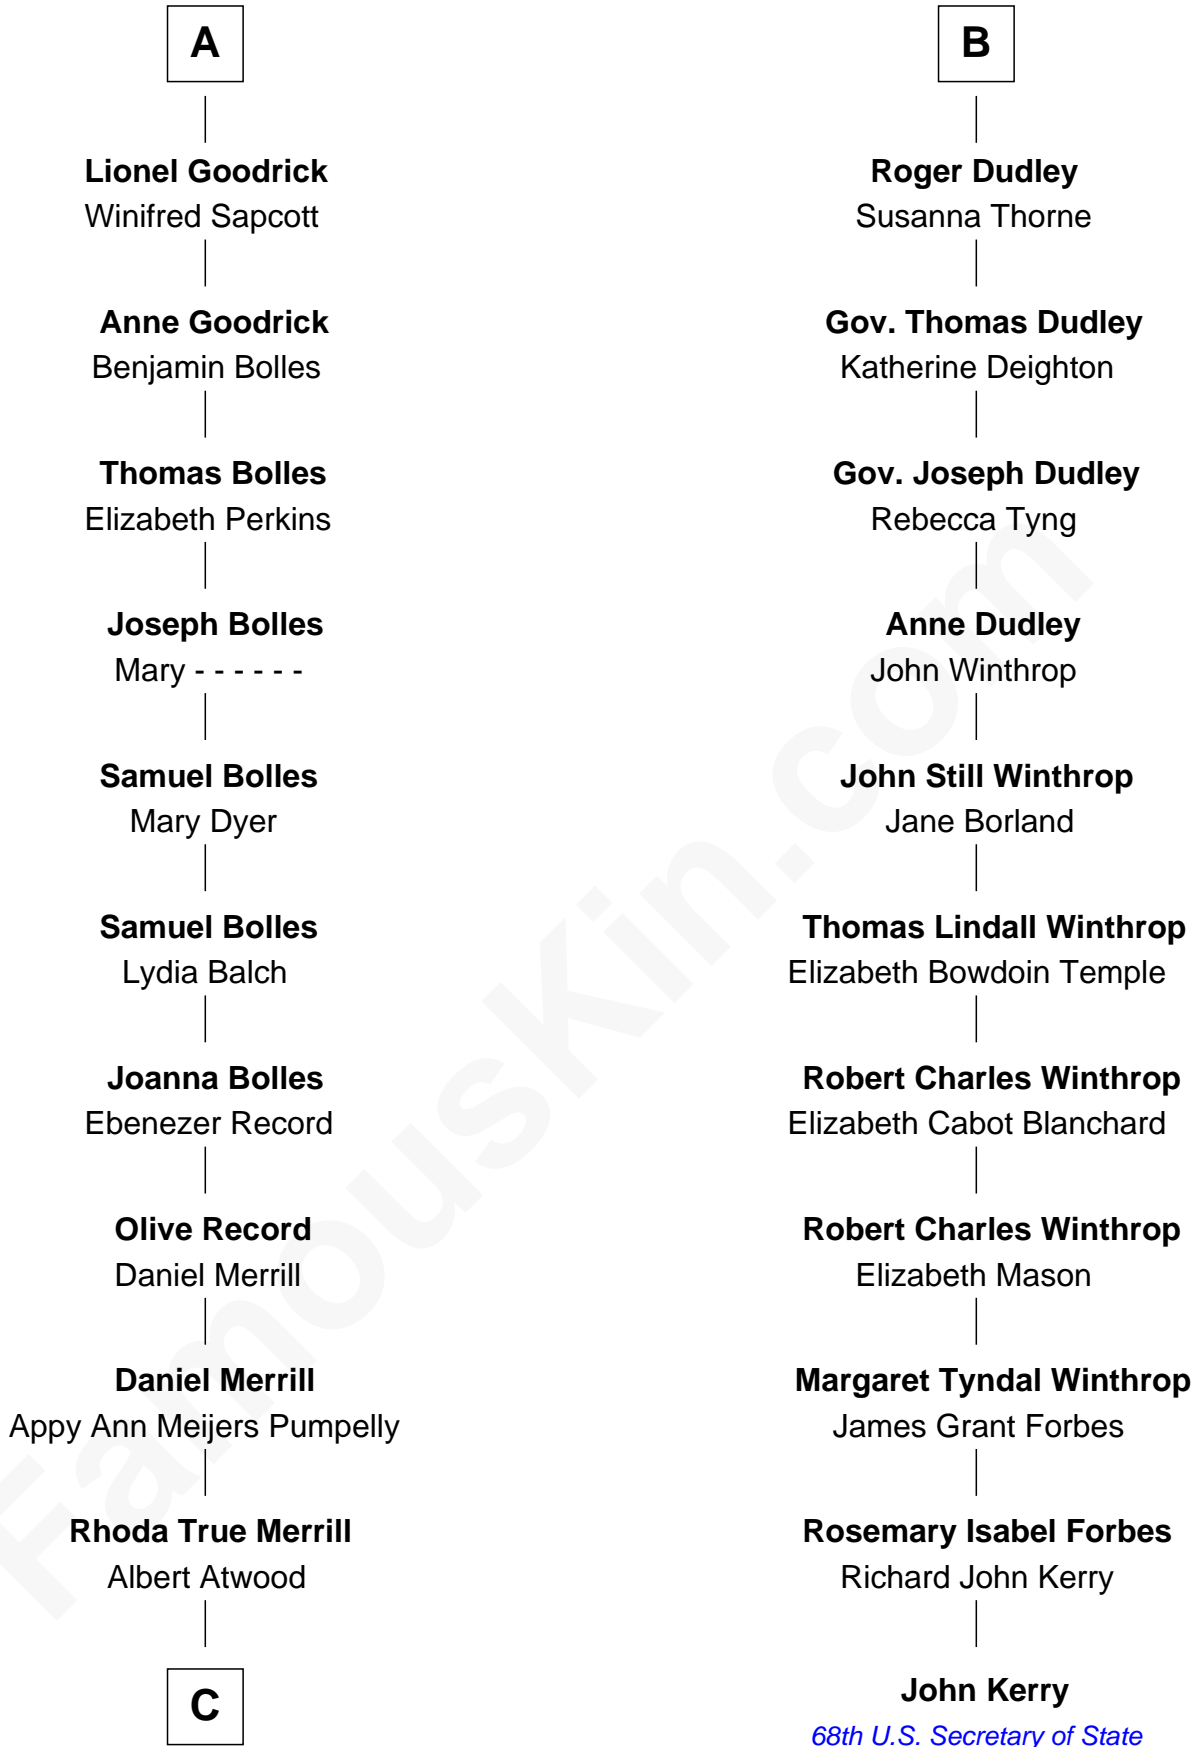 A
Lionel Goodrick
Winifred Sapcott
Anne Goodrick
Benjamin Bolles
Thomas Bolles
Elizabeth Perkins
Joseph Bolles
Mary - - - - - -
Samuel Bolles
Mary Dyer
Samuel Bolles
Lydia Balch
Joanna Bolles
Ebenezer Record
Olive Record
Daniel Merrill
Daniel Merrill
Appy Ann Meijers Pumpelly
Rhoda True Merrill
Albert Atwood
C
B
Roger Dudley
Susanna Thorne
Gov. Thomas Dudley
Katherine Deighton
Gov. Joseph Dudley
Rebecca Tyng
Anne Dudley
John Winthrop
John Still Winthrop
Jane Borland
Thomas Lindall Winthrop
Elizabeth Bowdoin Temple
Robert Charles Winthrop
Elizabeth Cabot Blanchard
Robert Charles Winthrop
Elizabeth Mason
Margaret Tyndal Winthrop
James Grant Forbes
Rosemary Isabel Forbes
Richard John Kerry
John Kerry
68th U.S. Secretary of State
FamousKin.com